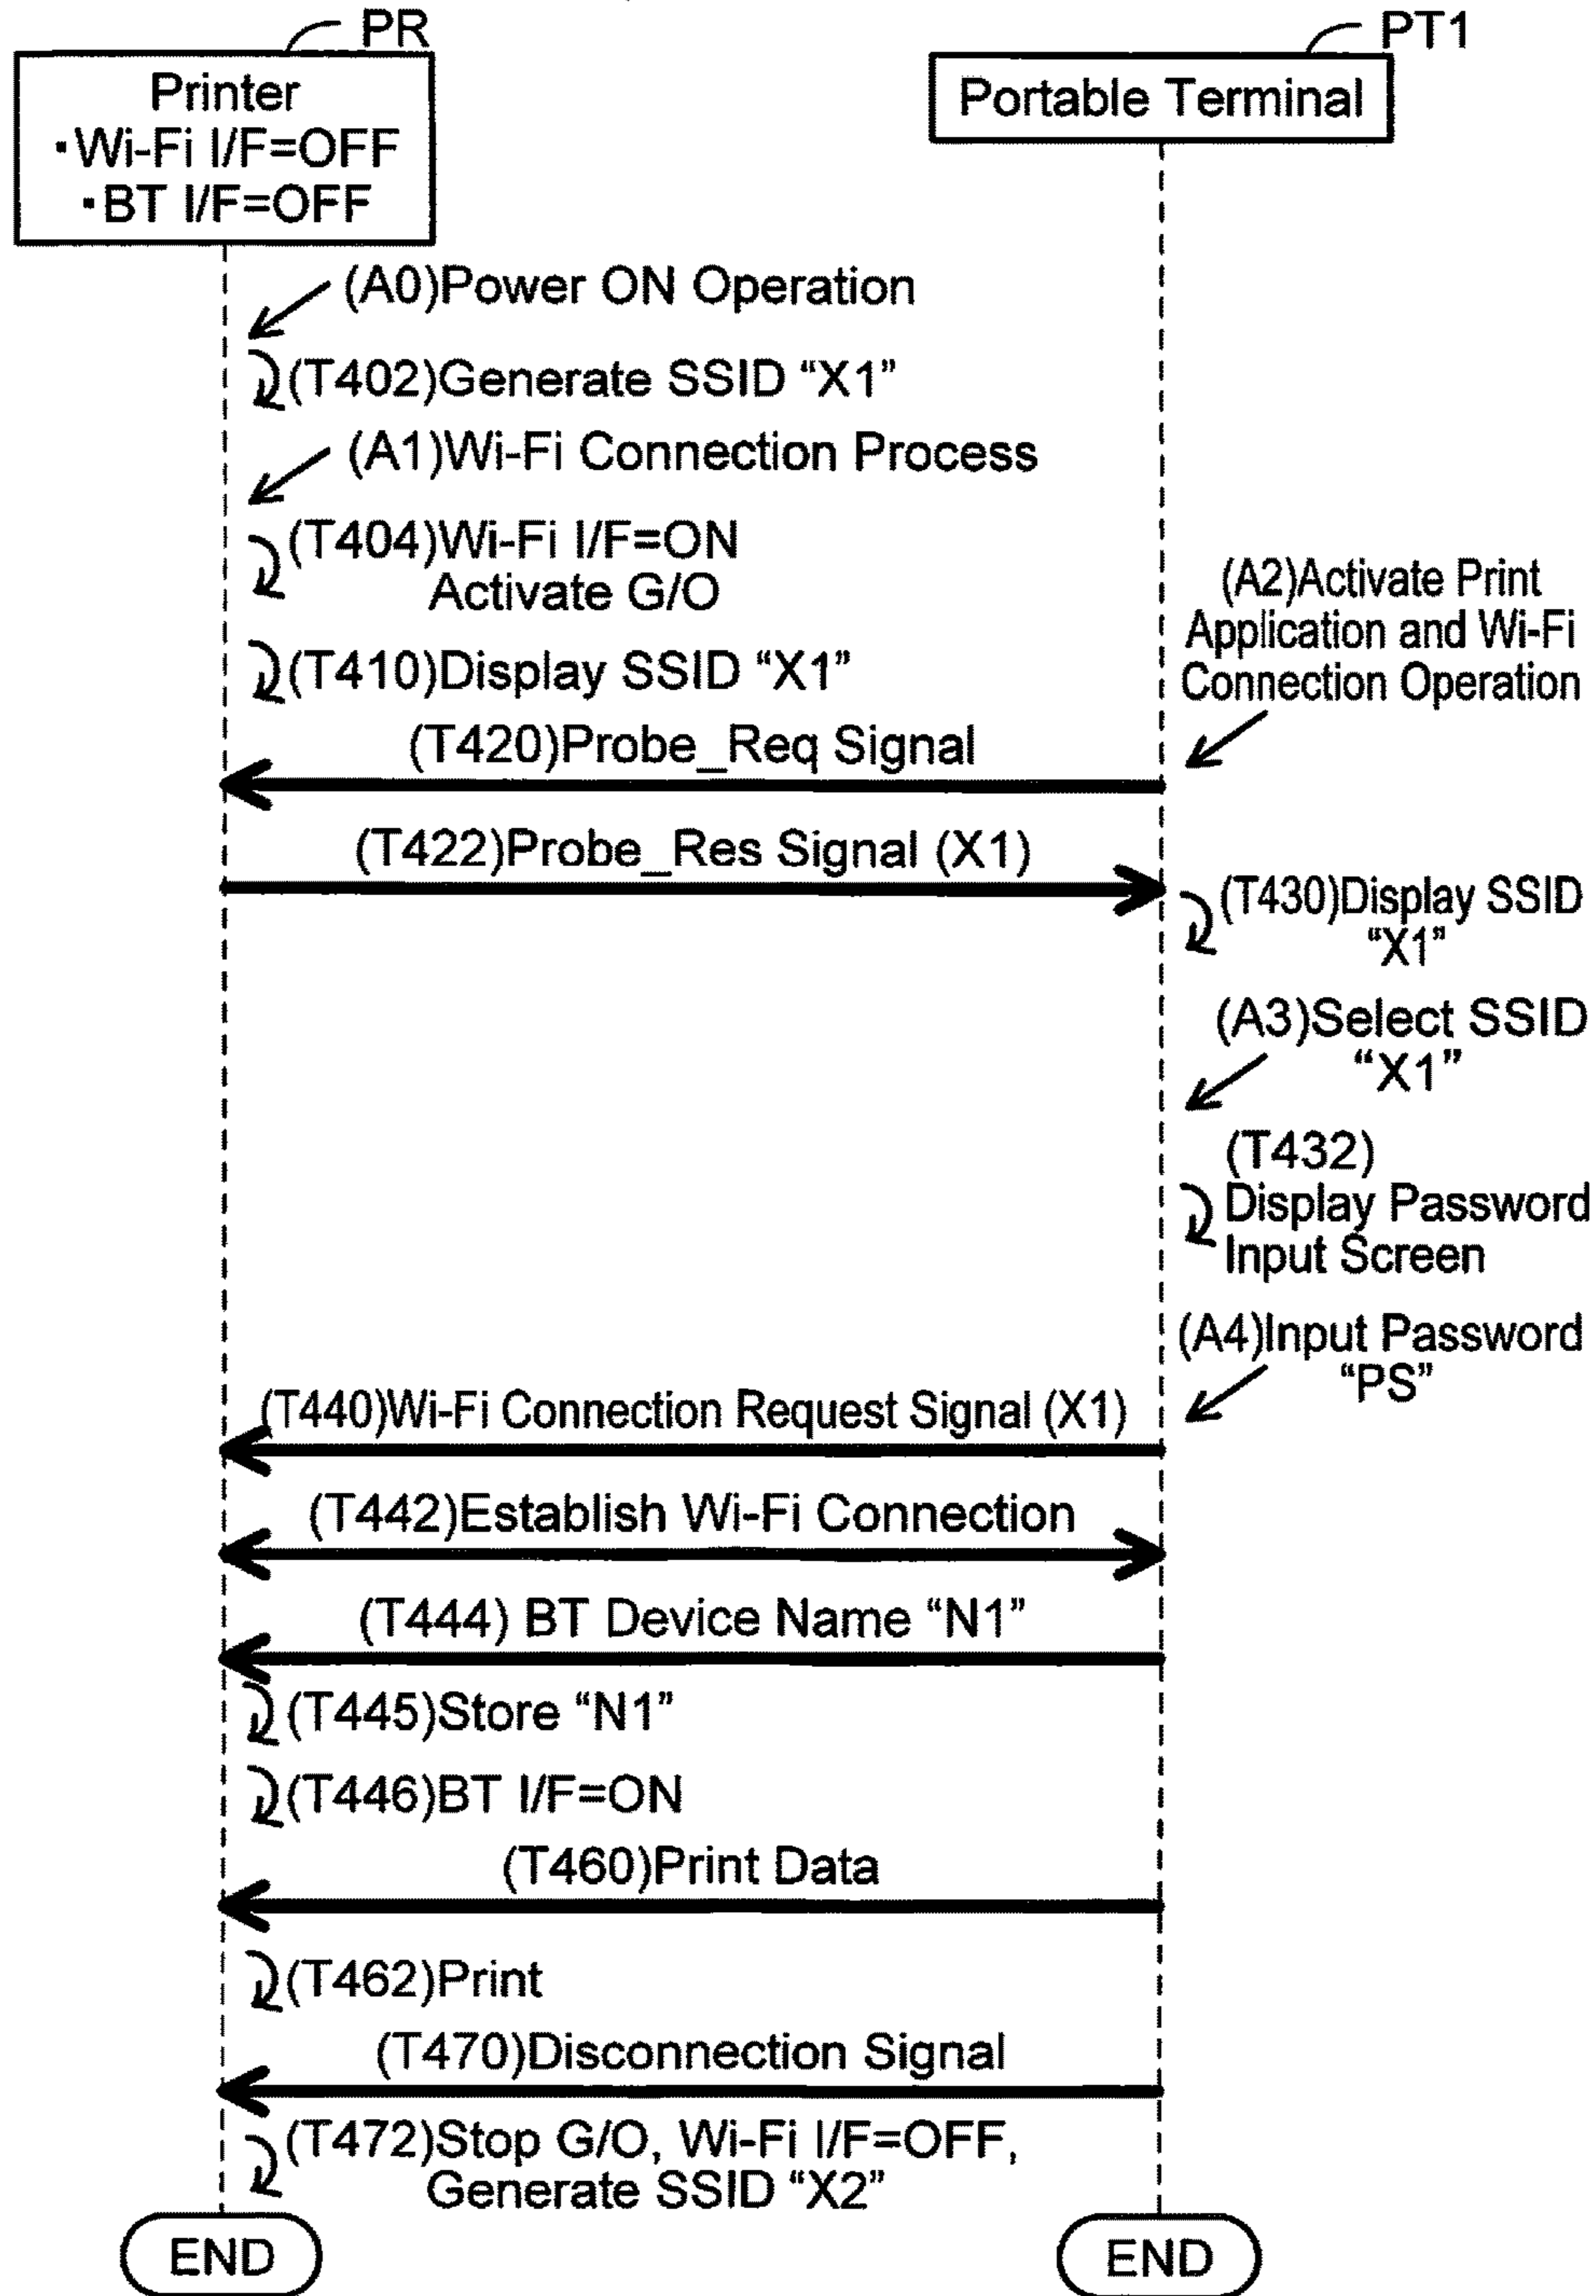 PR
PT1
Printer
▪Wi-Fi I/F=OFF
▪BT I/F=OFF
Portable Terminal
(A0)Power ON Operation
(T402)Generate SSID “X1”
(A1)Wi-Fi Connection Process
(T404)Wi-Fi I/F=ON
Activate G/O
(A2)Activate Print
Application and Wi-Fi
Connection Operation
(T410)Display SSID “X1”
(T420)Probe_Req Signal
(T422)Probe_Res Signal (X1)
(T430)Display SSID
“X1”
(A3)Select SSID
“X1”
(T432)
Display Password
Input Screen
(A4)Input Password
“PS”
(T440)Wi-Fi Connection Request Signal (X1)
(T442)Establish Wi-Fi Connection
(T444) BT Device Name “N1”
(T445)Store “N1”
(T446)BT I/F=ON
(T460)Print Data
(T462)Print
(T470)Disconnection Signal
(T472)Stop G/O, Wi-Fi I/F=OFF,
Generate SSID “X2”
END
END